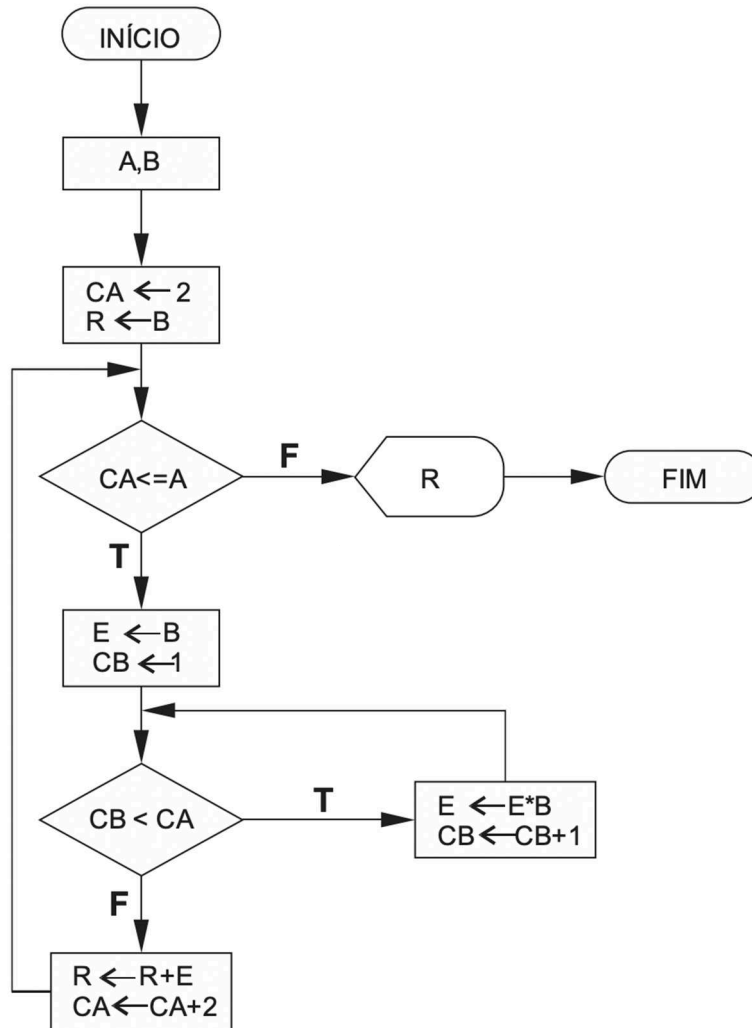 INÍCIO
A,B
CA ← 2
R ← B
CA<=A
F
R
FIM
T
E ← B
CB ← 1
CB < CA
T
E ← E*B
CB ← CB+1
F
R ← R+E
CA ← CA+2